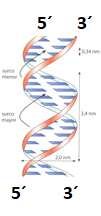 5´ 3´
0,34 nm
surco
menor
surco
mayor
3,4 nm
2,0 nm
5´ 3´